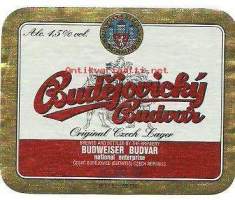 Alc. 4,5 % vol.
Budějovický
Budvar
Original Czech Lager
BREWED AND BOTTLED BY THE BREWERY
BUDWEISER BUDVAR
national enterprise